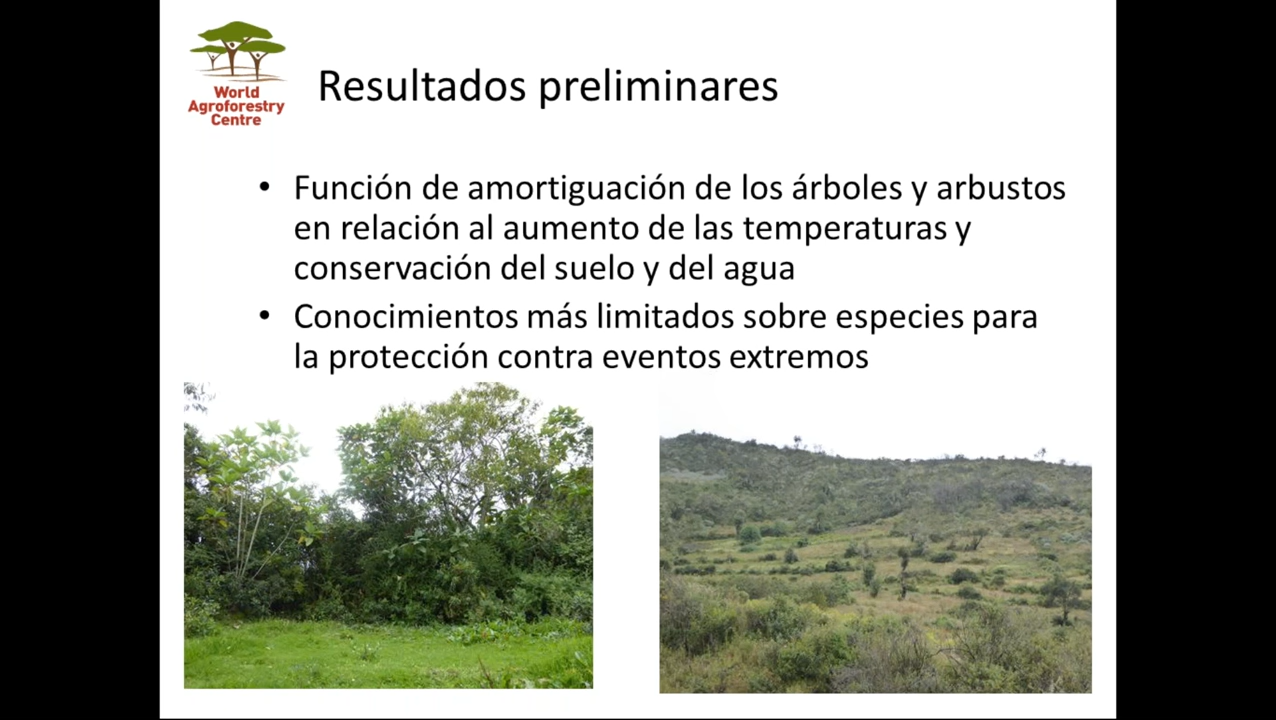 World
Agroforestry
Centre
Resultados preliminares
• Función de amortiguación de los árboles y arbustos
en relación al aumento de las temperaturas y
conservación del suelo y del agua
• Conocimientos más limitados sobre especies para
la protección contra eventos extremos